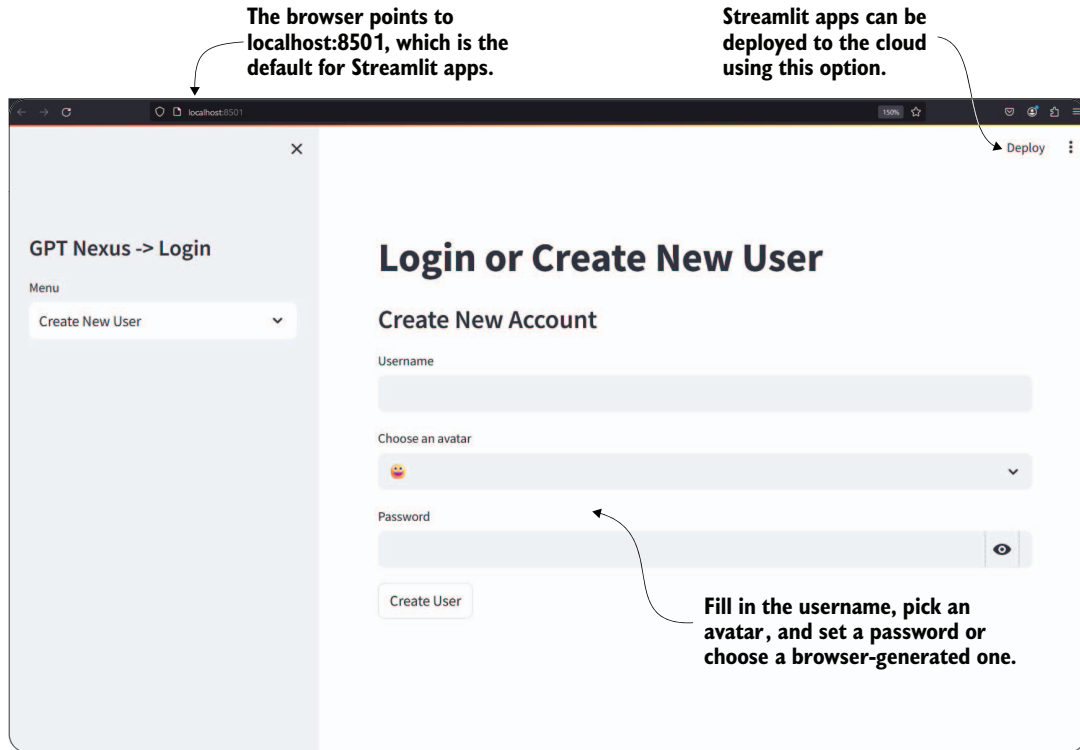 The browser points to
localhost:8501, which is the
default for Streamlit apps.
Streamlit apps can be
deployed to the cloud
using this option.
localhost:8501
150%
Deploy
GPT Nexus -> Login
Menu
Create New User
Login or Create New User
Create New Account
Username
Choose an avatar
Password
Create User
Fill in the username, pick an
avatar, and set a password or
choose a browser-generated one.